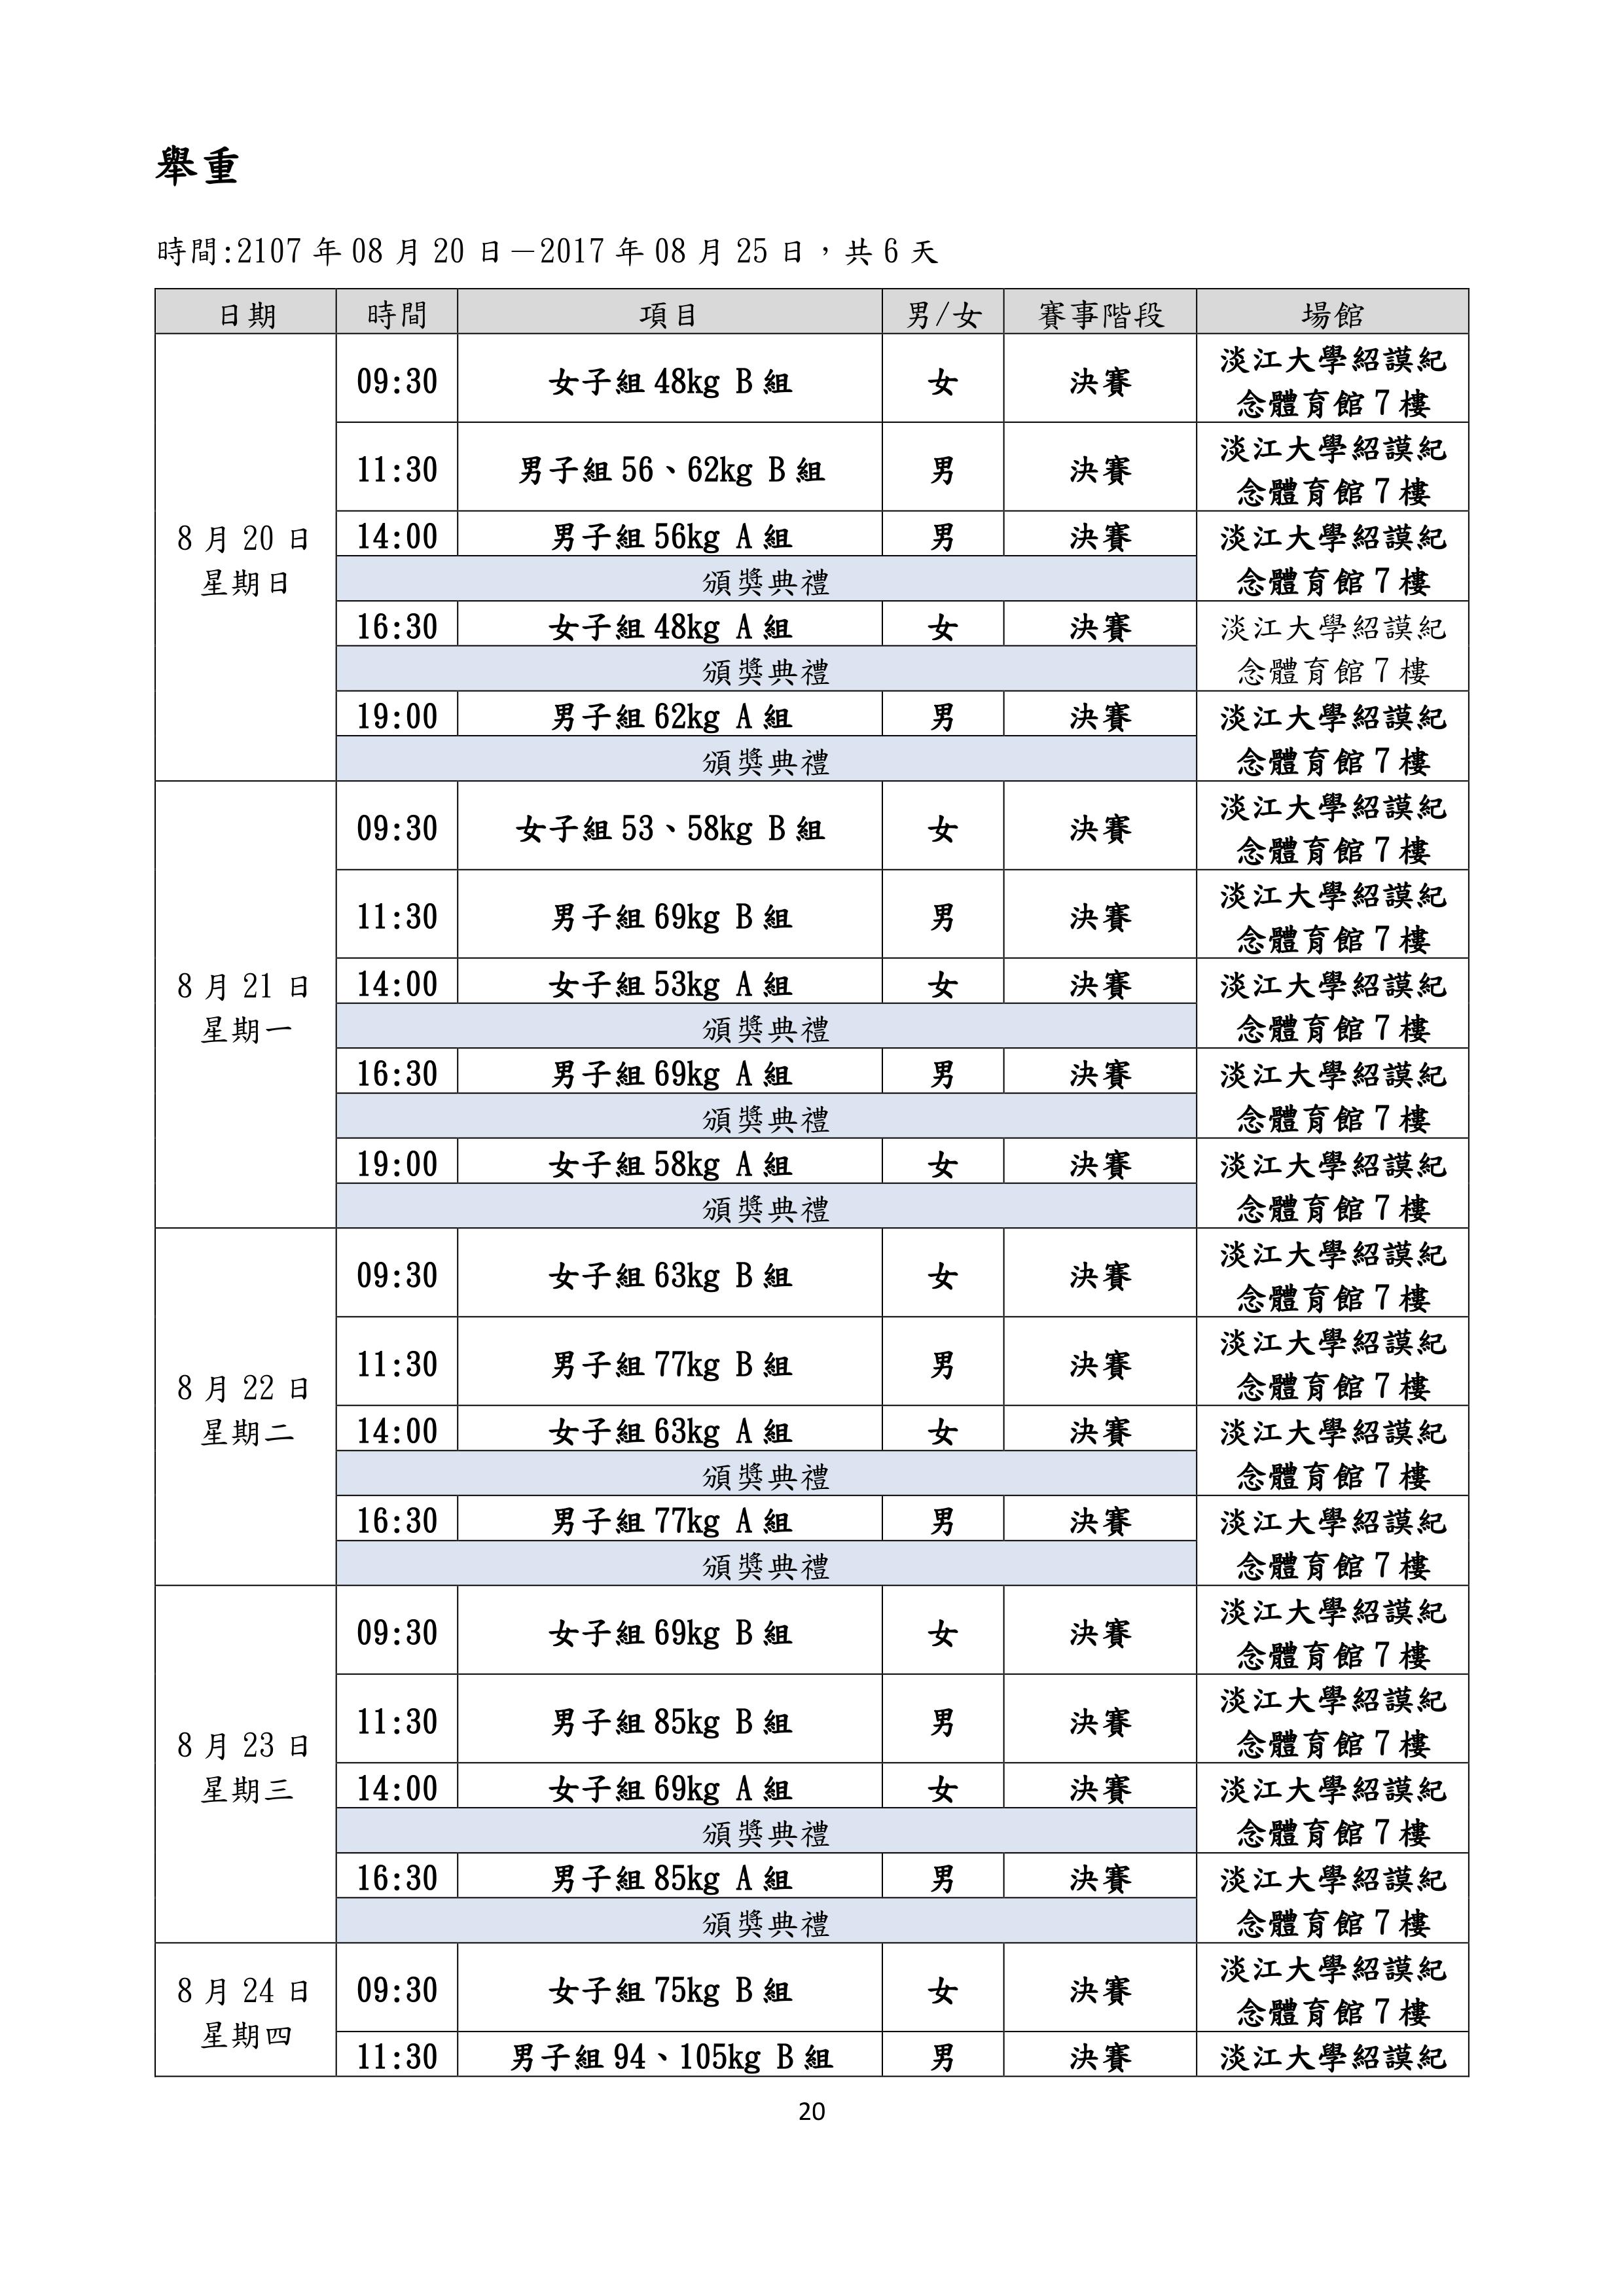 舉重
時間:2107 年 08 月 20 日－2017 年 08 月 25 日，共 6 天
日期 時間 項目 男/女 賽事階段 場館
8 月 20 日
星期日
09:30 女子組 48kg B 組 女 決賽 淡江大學紹謨紀
念體育館 7 樓
11:30 男子組 56、62kg B 組 男 決賽 淡江大學紹謨紀
念體育館 7 樓
14:00 男子組 56kg A 組 男 決賽 淡江大學紹謨紀
頒獎典禮 念體育館 7 樓
16:30 女子組 48kg A 組 女 決賽 淡江大學紹謨紀
頒獎典禮 念體育館 7 樓
19:00 男子組 62kg A 組 男 決賽 淡江大學紹謨紀
頒獎典禮 念體育館 7 樓
8 月 21 日
星期一
09:30 女子組 53、58kg B 組 女 決賽 淡江大學紹謨紀
念體育館 7 樓
11:30 男子組 69kg B 組 男 決賽 淡江大學紹謨紀
念體育館 7 樓
14:00 女子組 53kg A 組 女 決賽 淡江大學紹謨紀
頒獎典禮 念體育館 7 樓
16:30 男子組 69kg A 組 男 決賽 淡江大學紹謨紀
頒獎典禮 念體育館 7 樓
19:00 女子組 58kg A 組 女 決賽 淡江大學紹謨紀
頒獎典禮 念體育館 7 樓
8 月 22 日
星期二
09:30 女子組 63kg B 組 女 決賽 淡江大學紹謨紀
念體育館 7 樓
11:30 男子組 77kg B 組 男 決賽 淡江大學紹謨紀
念體育館 7 樓
14:00 女子組 63kg A 組 女 決賽 淡江大學紹謨紀
頒獎典禮 念體育館 7 樓
16:30 男子組 77kg A 組 男 決賽 淡江大學紹謨紀
頒獎典禮 念體育館 7 樓
8 月 23 日
星期三
09:30 女子組 69kg B 組 女 決賽 淡江大學紹謨紀
念體育館 7 樓
11:30 男子組 85kg B 組 男 決賽 淡江大學紹謨紀
念體育館 7 樓
14:00 女子組 69kg A 組 女 決賽 淡江大學紹謨紀
頒獎典禮 念體育館 7 樓
16:30 男子組 85kg A 組 男 決賽 淡江大學紹謨紀
頒獎典禮 念體育館 7 樓
8 月 24 日
星期四
09:30 女子組 75kg B 組 女 決賽 淡江大學紹謨紀
念體育館 7 樓
11:30 男子組 94、105kg B 組 男 決賽 淡江大學紹謨紀
20